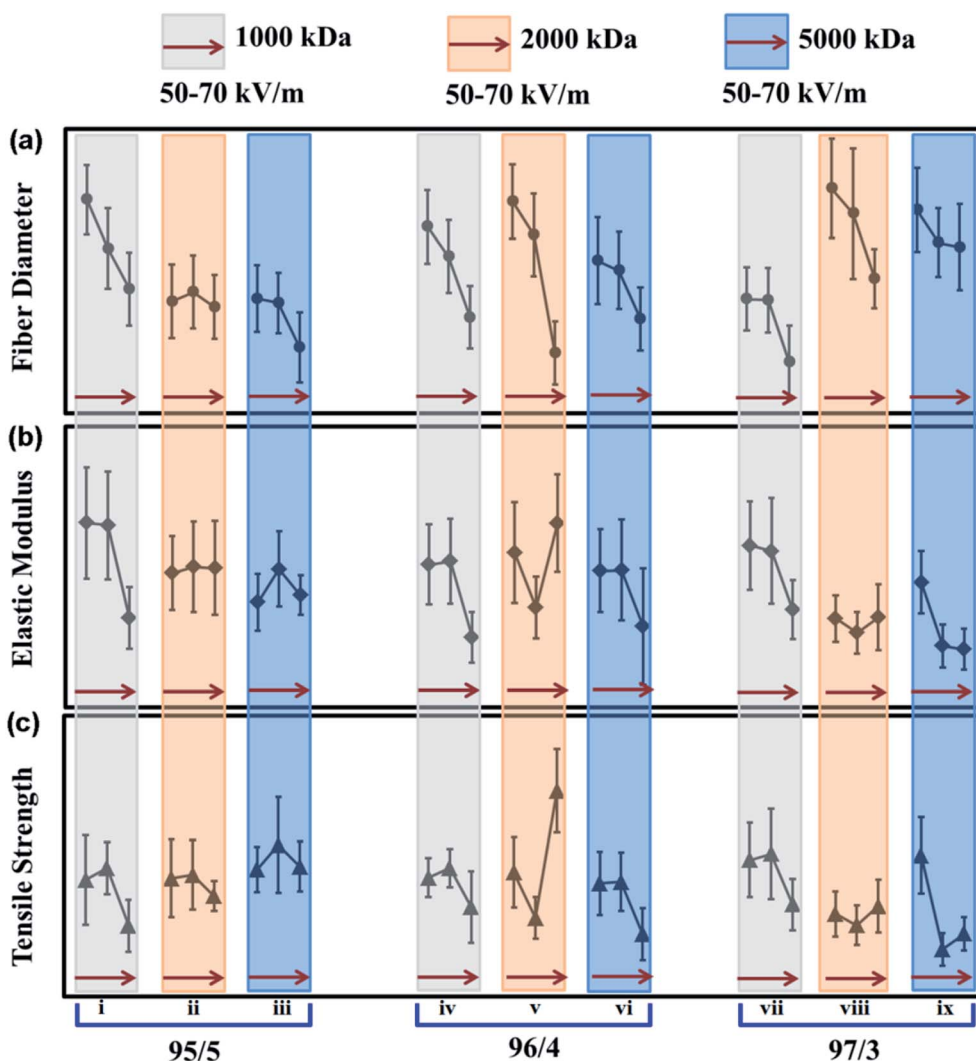 1000 kDa 2000 kDa 5000 kDa
50-70 kV/m 50-70 kV/m 50-70 kV/m
(a)
Fiber Diameter
(b)
Elastic Modulus
(c)
Tensile Strength
i ii iii iv v vi vii viii ix
95/5 96/4 97/3